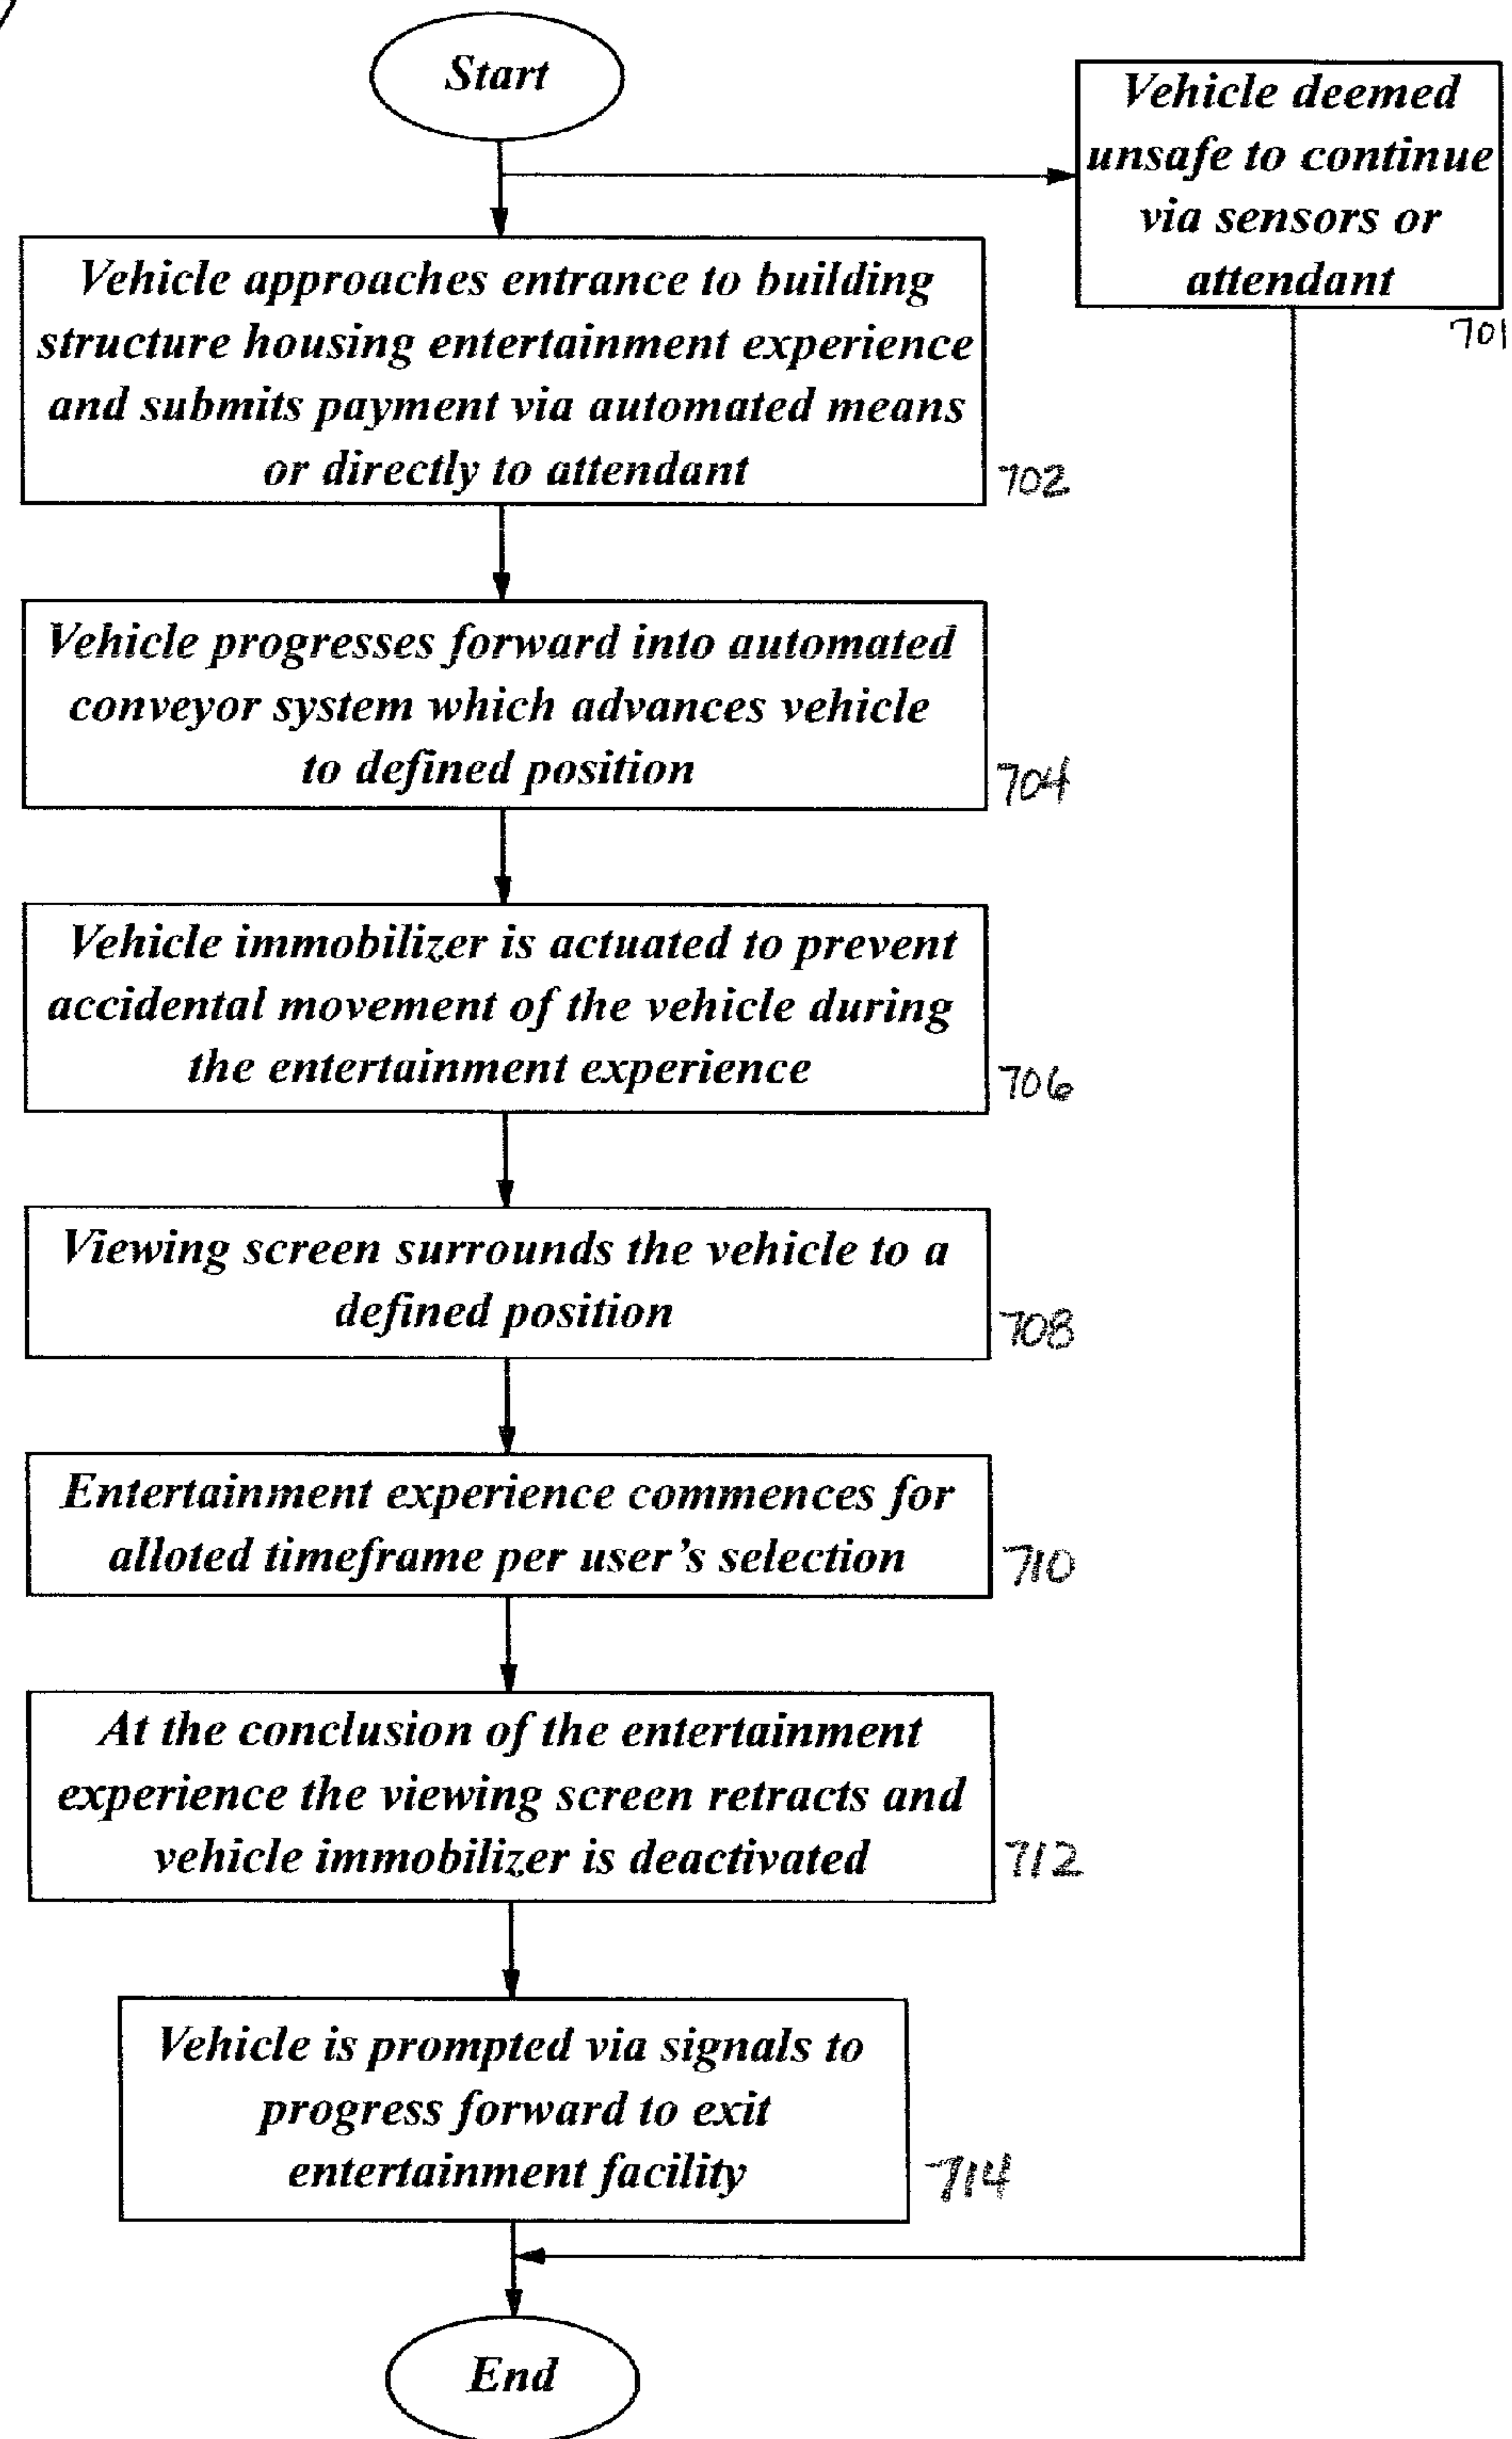 Start
Vehicle deemed
unsafe to continue
via sensors or
attendant
701
Vehicle approaches entrance to building
structure housing entertainment experience
and submits payment via automated means
or directly to attendant
702
Vehicle progresses forward into automated
conveyor system which advances vehicle
to defined position
704
Vehicle immobilizer is actuated to prevent
accidental movement of the vehicle during
the entertainment experience
706
Viewing screen surrounds the vehicle to a
defined position
708
Entertainment experience commences for
alloted timeframe per user's selection
710
At the conclusion of the entertainment
experience the viewing screen retracts and
vehicle immobilizer is deactivated
712
Vehicle is prompted via signals to
progress forward to exit
entertainment facility
714
End